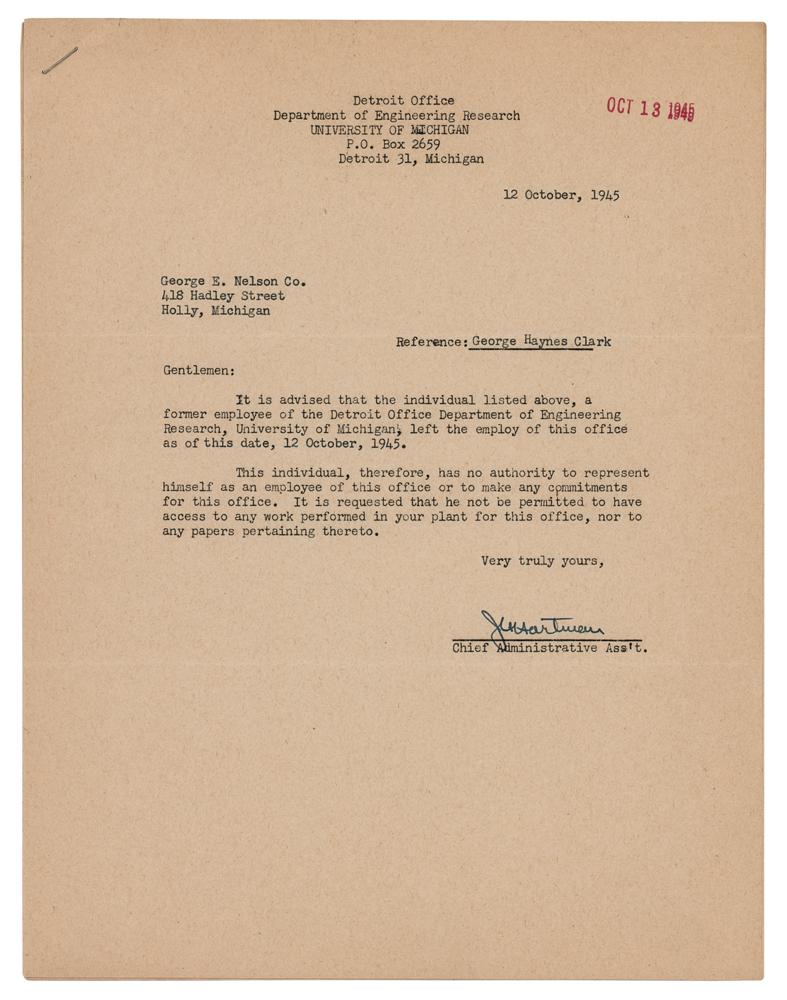 Detroit Office
Department of Engineering Research
UNIVERSITY OF MICHIGAN
P.O. Box 2659
Detroit 31, Michigan
OCT 13 1945
12 October, 1945
George E. Nelson Co.
418 Hadley Street
Holly, Michigan
Reference: George Haynes Clark
Gentlemen:
It is advised that the individual listed above, a
former employee of the Detroit Office Department of Engineering
Research, University of Michigan, left the employ of this office
as of this date, 12 October, 1945.
This individual, therefore, has no authority to represent
himself as an employee of this office or to make any commitments
for this office. It is requested that he not be permitted to have
access to any work performed in your plant for this office, nor to
any papers pertaining thereto.
Very truly yours,
Chief Administrative Ass't.